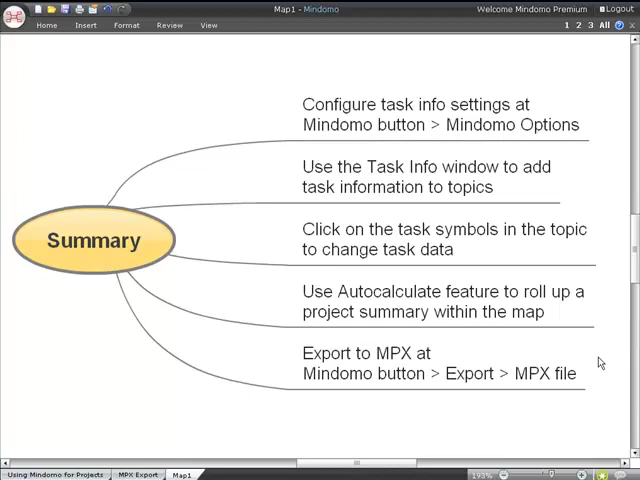 Map1 - Mindomo
Welcome Mindomo Premium
Logout
Home Insert Format Review View
1 2 3 All
Configure task info settings at
Mindomo button > Mindomo Options
Use the Task Info window to add
task information to topics
Summary
Click on the task symbols in the topic
to change task data
Use Autocalculate feature to roll up a
project summary within the map
Export to MPX at
Mindomo button > Export > MPX file
Using Mindomo for Projects MPX Export Map1
193%